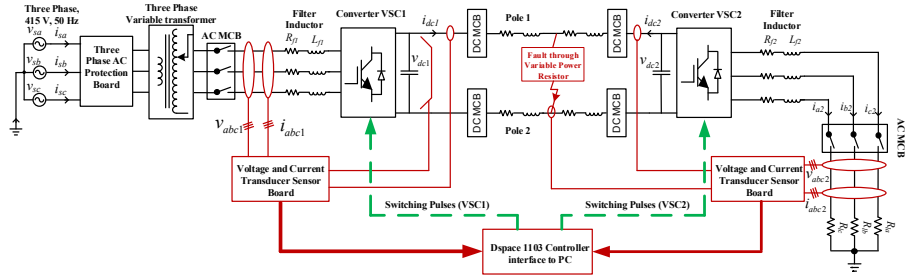 Three Phase,
415 V, 50 Hz
v_sa
i_sa
v_sb
i_sb
v_sc
i_sc
Three
Phase AC
Protection
Board
Three Phase
Variable transformer
AC MCB
Filter
Inductor
R_f1 L_f1
Converter VSC1
i_dc1
v_dc1
v_abc1
i_abc1
DC MCB
DC MCB
Pole 1
Fault through
Variable Power
Resistor
Pole 2
DC MCB
DC MCB
i_dc2
v_dc2
Converter VSC2
Filter
Inductor
R_f2 L_f2
i_a2
i_b2
i_c2
AC MCB
v_abc2
i_abc2
Voltage and Current
Transducer Sensor
Board
Switching Pulses (VSC1)
Switching Pulses (VSC2)
Voltage and Current
Transducer Sensor
Board
Dspace 1103 Controller
interface to PC